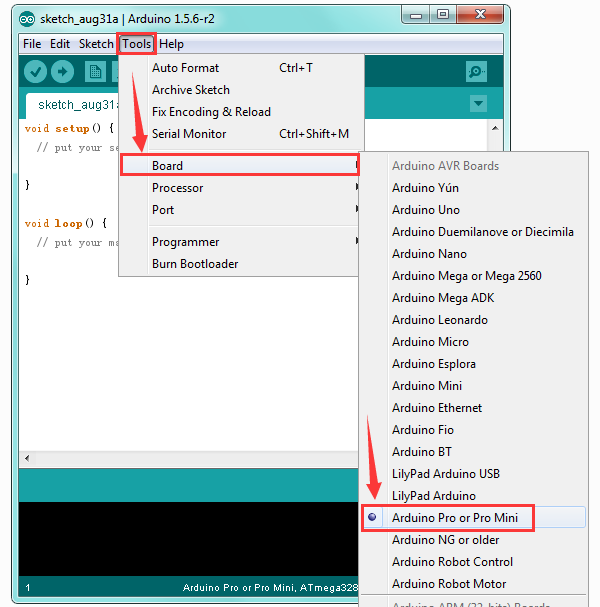 sketch_aug31a | Arduino 1.5.6-r2
File Edit Sketch Tools Help
Auto Format Ctrl+T
Archive Sketch
Fix Encoding & Reload
Serial Monitor Ctrl+Shift+M
Board
Processor
Port
Programmer
Burn Bootloader
sketch_aug31a
void setup() {
// put your se
}
void loop() {
// put your ma
}
Arduino AVR Boards
Arduino Yún
Arduino Uno
Arduino Duemilanove or Diecimila
Arduino Nano
Arduino Mega or Mega 2560
Arduino Mega ADK
Arduino Leonardo
Arduino Micro
Arduino Esplora
Arduino Mini
Arduino Ethernet
Arduino Fio
Arduino BT
LilyPad Arduino USB
LilyPad Arduino
Arduino Pro or Pro Mini
Arduino NG or older
Arduino Robot Control
Arduino Robot Motor
Arduino ARM (32-bits) Boards
1
Arduino Pro or Pro Mini, ATmega328